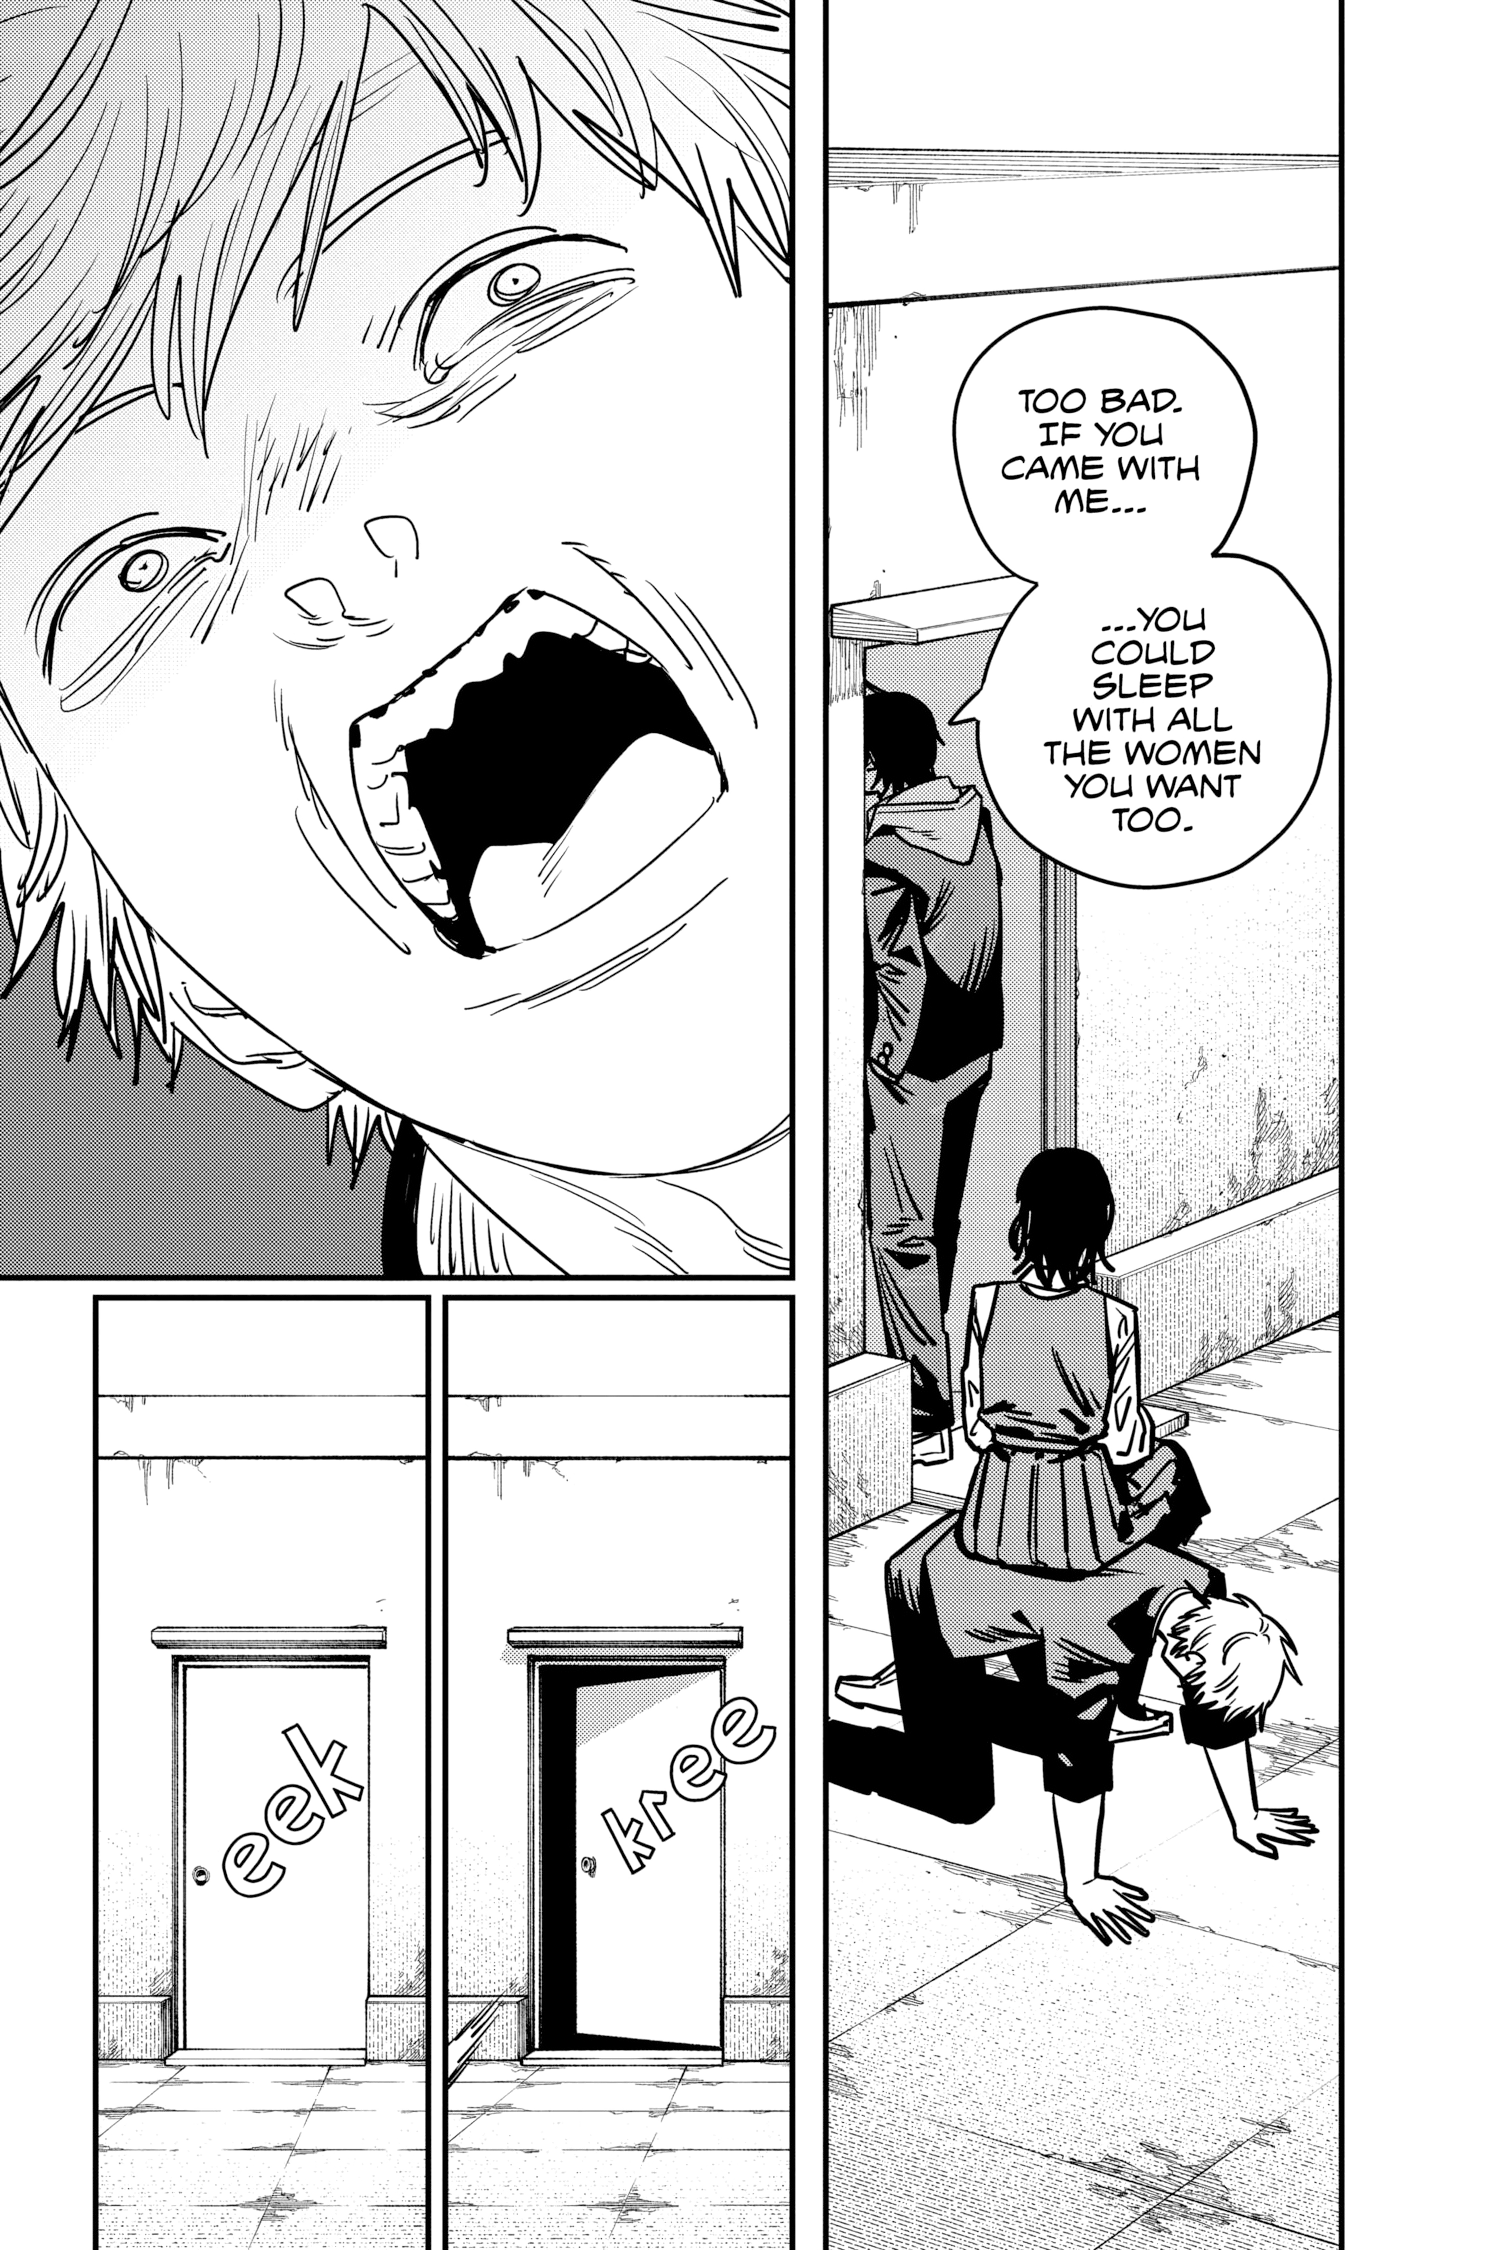 TOO BAD.
IF YOU
CAME WITH
ME...
...YOU
COULD
SLEEP
WITH ALL
THE WOMEN
YOU WANT
TOO.
kree
eek